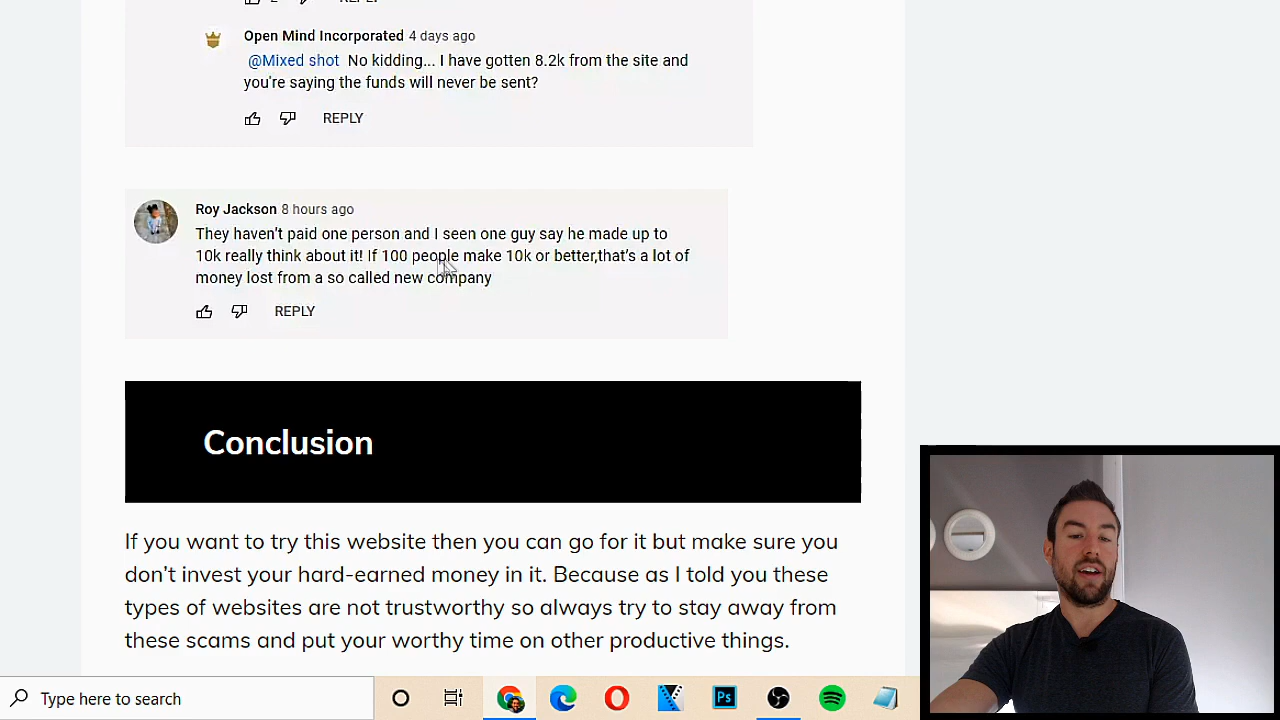 2 REPLY
Open Mind Incorporated 4 days ago
@Mixed shot No kidding... I have gotten 8.2k from the site and
you're saying the funds will never be sent?
REPLY
Roy Jackson 8 hours ago
They haven't paid one person and I seen one guy say he made up to
10k really think about it! If 100 people make 10k or better,that's a lot of
money lost from a so called new company
REPLY
Conclusion
If you want to try this website then you can go for it but make sure you
don't invest your hard-earned money in it. Because as I told you these
types of websites are not trustworthy so always try to stay away from
these scams and put your worthy time on other productive things.
Type here to search
Ps